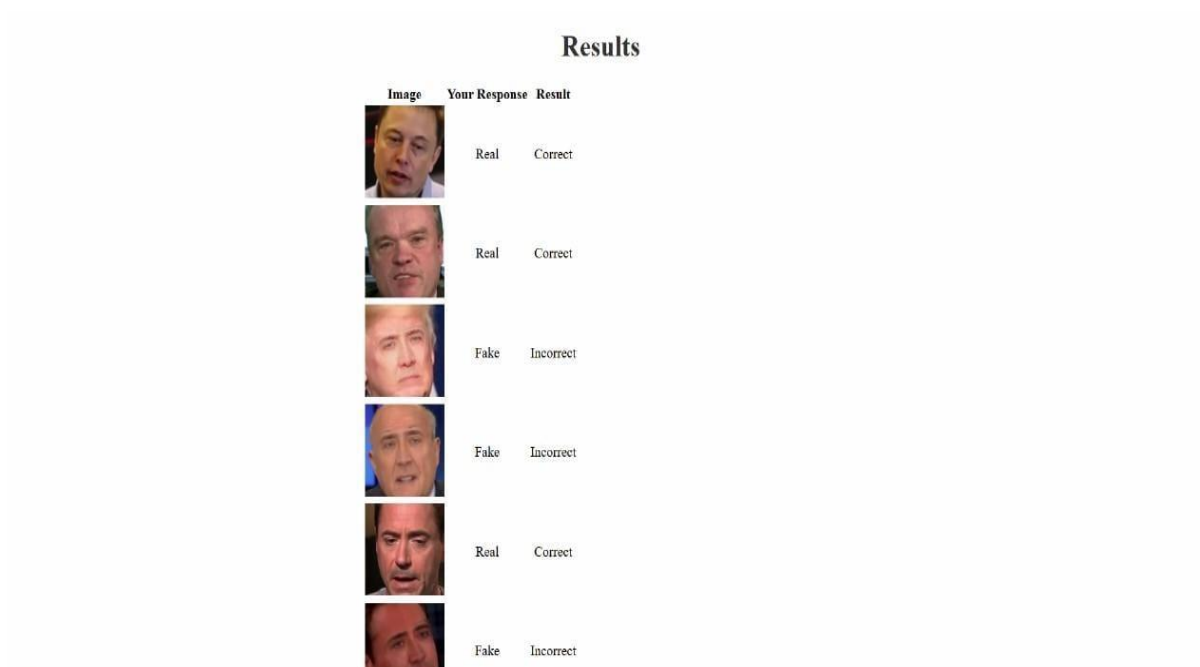 Results
Image Your Response Result
Real Correct
Real Correct
Fake Incorrect
Fake Incorrect
Real Correct
Fake Incorrect